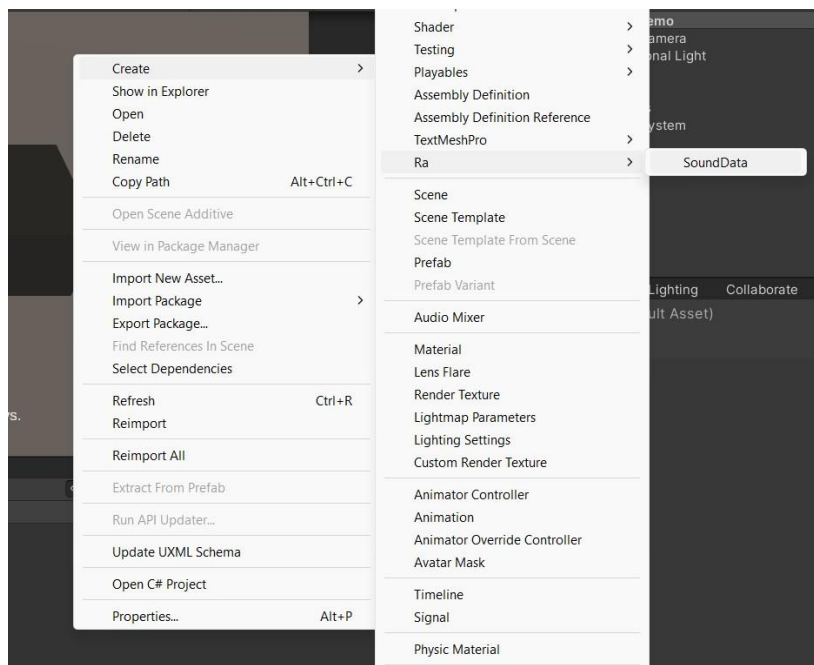 Create
Show in Explorer
Open
Delete
Rename
Copy Path Alt+Ctrl+C
Open Scene Additive
View in Package Manager
Import New Asset...
Import Package
Export Package...
Find References In Scene
Select Dependencies
Refresh Ctrl+R
Reimport
Reimport All
Extract From Prefab
Run API Updater...
Update UXML Schema
Open C# Project
Properties... Alt+P
Shader
Testing
Playables
Assembly Definition
Assembly Definition Reference
TextMeshPro
Ra
Scene
Scene Template
Scene Template From Scene
Prefab
Prefab Variant
Audio Mixer
Material
Lens Flare
Render Texture
Lightmap Parameters
Lighting Settings
Custom Render Texture
Animator Controller
Animation
Animator Override Controller
Avatar Mask
Timeline
Signal
Physic Material
SoundData
emo
amera
onal Light
ystem
Lighting Collaborate
ult Asset)